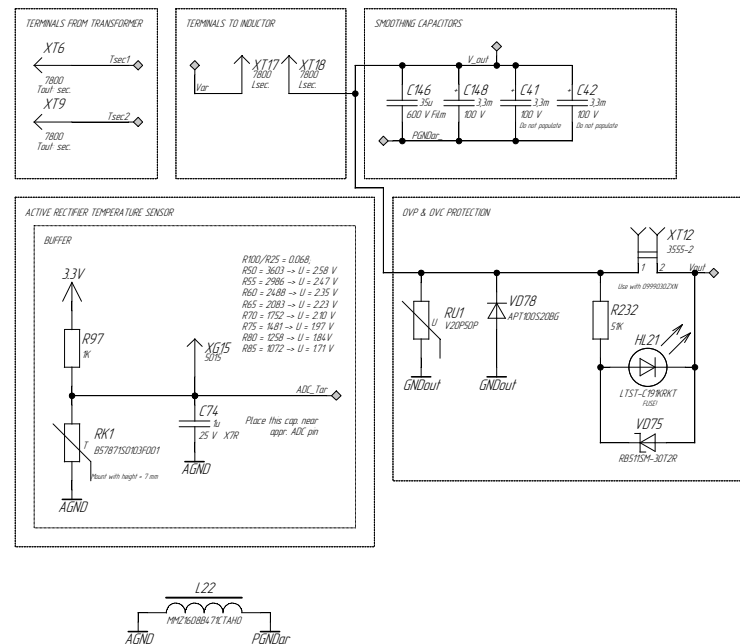 TERMINALS FROM TRANSFORMER
XT6
Tsec1
7800
Tout sec.
XT9
Tsec2
7800
Tout sec.
TERMINALS TO INDUCTOR
XT17
XT18
Var
7800
Lsec.
7800
Lsec.
SMOOTHING CAPACITORS
V_out
C146
35u
600 V Film
C148
3,3m
100 V
C41
3,3m
100 V
Do not populate
C42
3,3m
100 V
Do not populate
PGNDar_
ACTIVE RECTIFIER TEMPERATURE SENSOR
BUFFER
R100/R25 = 0.068;
R50 = 3603 -> U = 2.58 V
R55 = 2986 -> U = 2.47 V
R60 = 2488 -> U = 2.35 V
R65 = 2083 -> U = 2.23 V
R70 = 1752 -> U = 2.10 V
R75 = 1481 -> U = 1.97 V
R80 = 1258 -> U = 1.84V
R85 = 1072 -> U = 1.71 V
3.3V
R97
1K
XG15
5015
ADC_Tar
RK1
T
B57871S0103F001
Mount with height = 7 mm
AGND
C74
1u
25 V X7R
AGND
Place this cap. near
appr. ADC pin
OVP & OVC PROTECTION
XT12
3555-2
1
2
Vout
Use with 0999030ZXN
RU1
U
V20P50P
GNDout
VD78
APT100S20BG
GNDout
R232
51K
HL21
LTST-C191KRKT
FUSE!
VD75
RB511SM-30T2R
L22
MMZ1608B471CTAH0
AGND
PGNDar